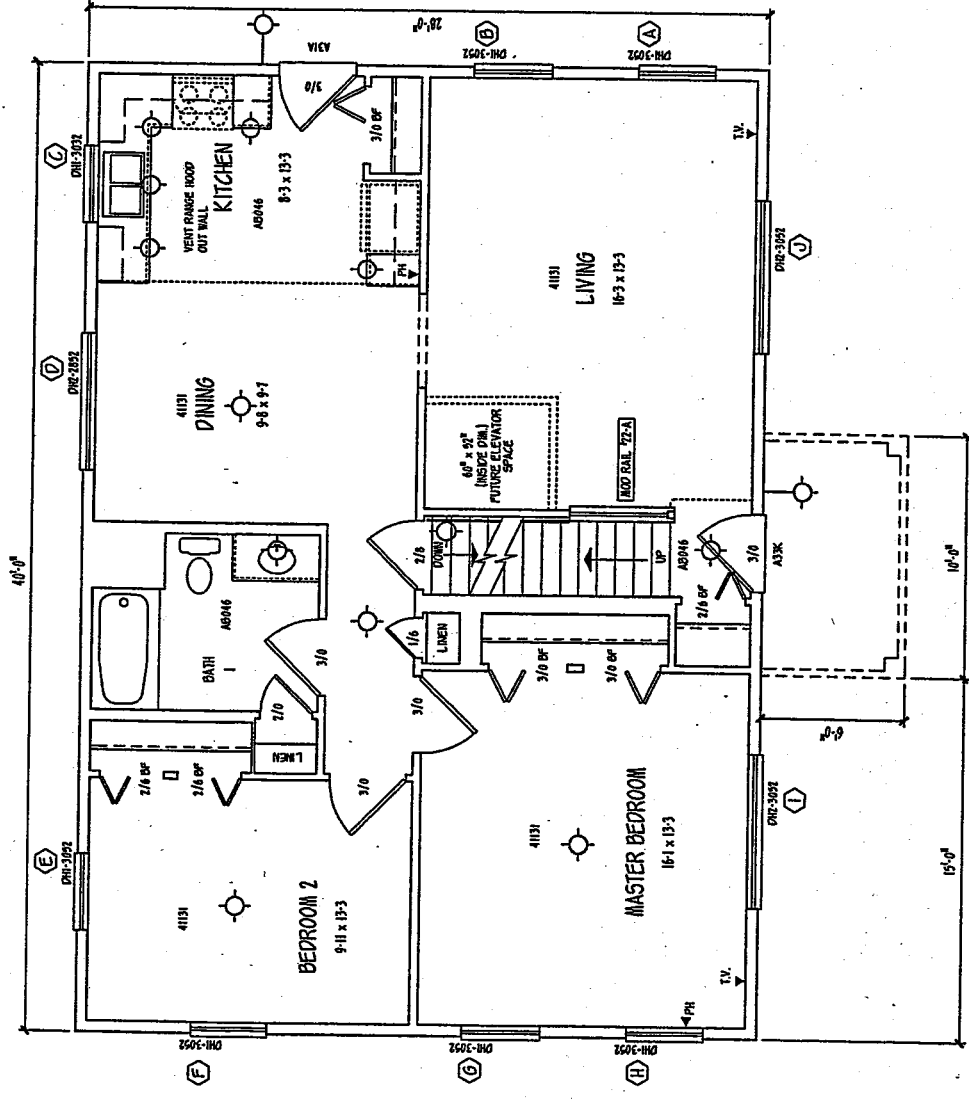 40'-0"
28'-0"
C
DH1-3032
D
DH2-2852
E
DH1-3052
A31A
B
DH1-3052
A
DH1-3052
VENT RANGE HOOD
OUT WALL
KITCHEN
8-3 x 13-3
AB046
3/0
3/0 BF
PH
41131
DINING
9-8 x 9-7
AB046
BATH
1
3/0
2/0
LINEN
2/6 BF
2/6 BF
3/0
41131
BEDROOM 2
9-11 x 13-3
F
DH1-3052
41131
LIVING
16-3 x 13-3
T.V.
60" x 52"
(INSIDE DIM.)
FUTURE ELEVATOR
SPACE
MOD RAIL #22-A
2/8
DOWN
UP
AB046
2/6 BF
3/0
A33K
1/6
LINEN
3/0 BF
3/0 BF
3/0
41131
MASTER BEDROOM
16-1 x 13-3
T.V.
PH
G
DH1-3052
H
DH1-3052
DH2-3052
J
DH2-3052
I
6'-0"
10'-0"
15'-0"